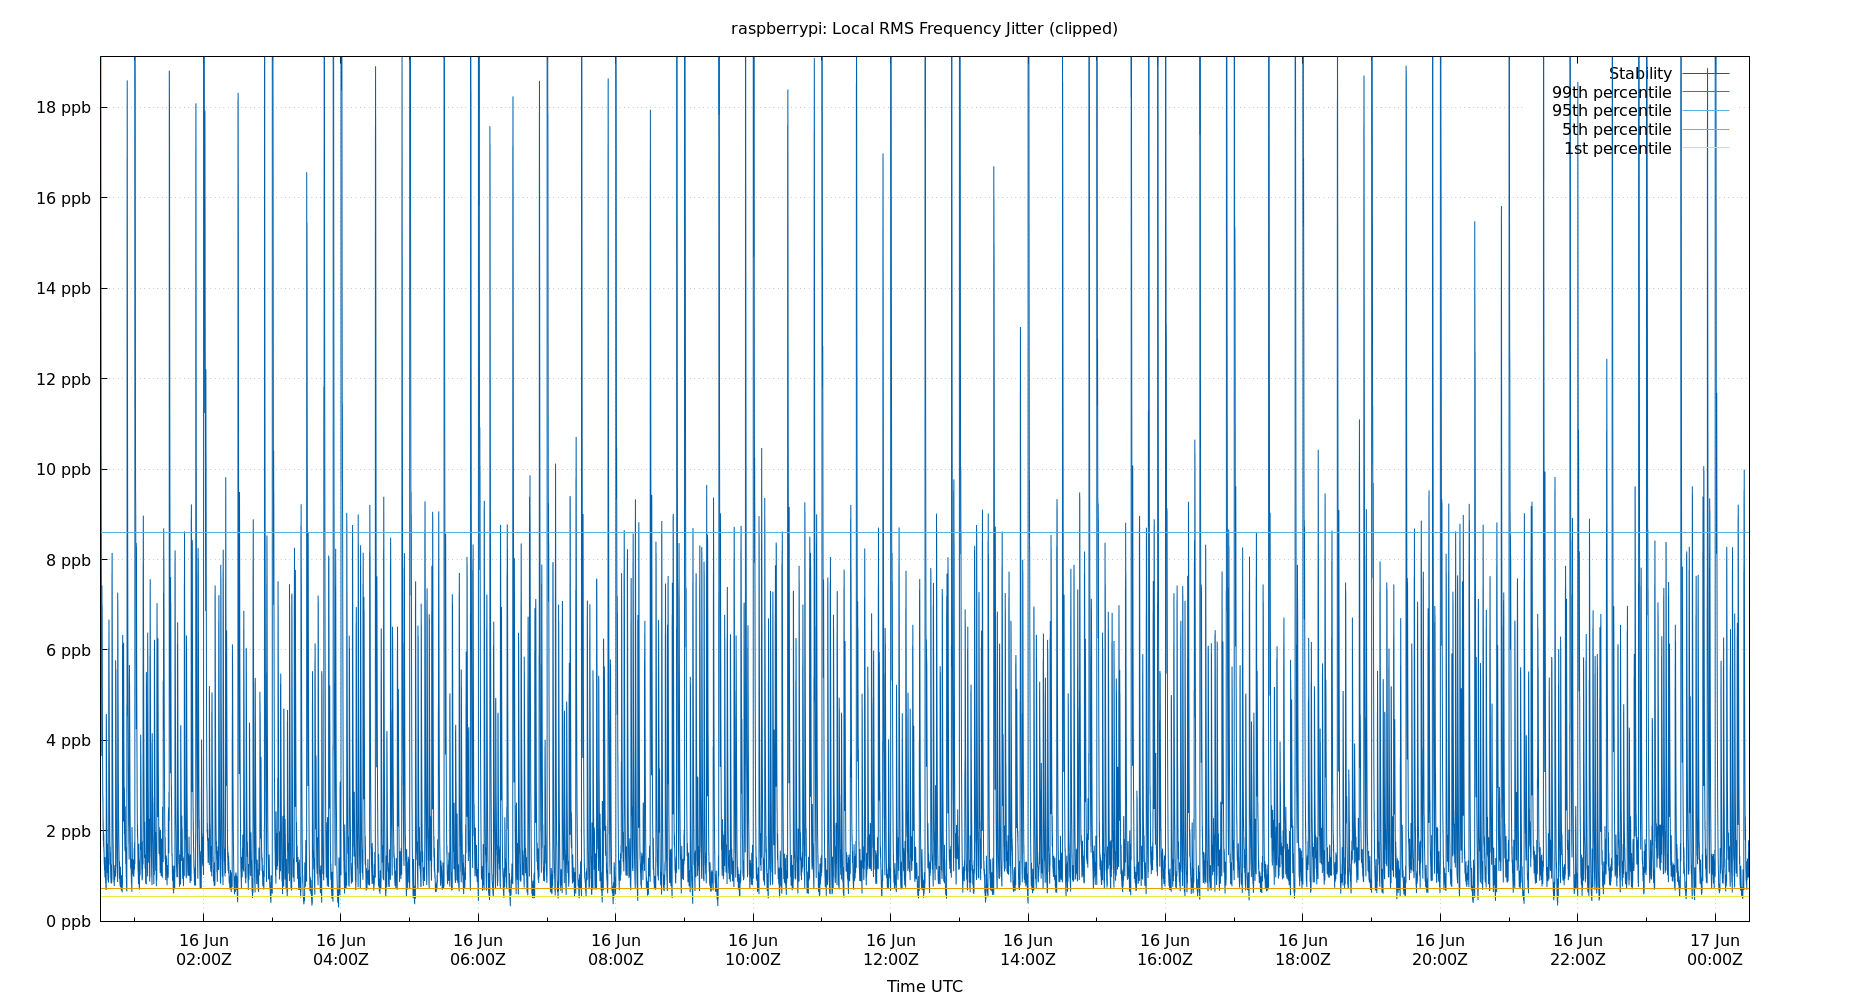 raspberrypi: Local RMS Frequency Jitter (clipped)
Stability
99th percentile
95th percentile
5th percentile
1st percentile
18 ppb
16 ppb
14 ppb
12 ppb
10 ppb
8 ppb
6 ppb
4 ppb
2 ppb
0 ppb
16 Jun 16 Jun 16 Jun 16 Jun 16 Jun 16 Jun 16 Jun 16 Jun 16 Jun 16 Jun 16 Jun 17 Jun
02:00Z 04:00Z 06:00Z 08:00Z 10:00Z 12:00Z 14:00Z 16:00Z 18:00Z 20:00Z 22:00Z 00:00Z
Time UTC